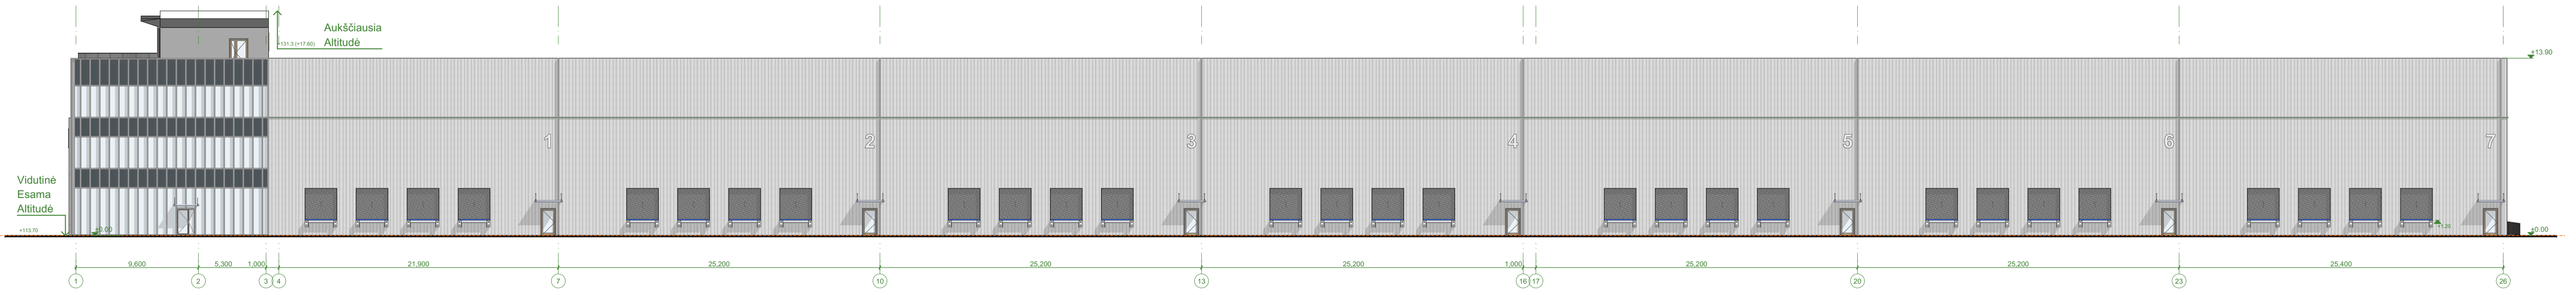 Aukščiausia
+131.3 (+17.60) Altitudė
+13.90
1 2 3 4 5 6 7
Vidutinė
Esama
Altitudė
+113.70
±0.00
+1.20
±0.00
9,600 5,300 1,000 21,900 25,200 25,200 25,200 1,000 25,200 25,200 25,400
1 2 3 4 7 10 13 16 17 20 23 26